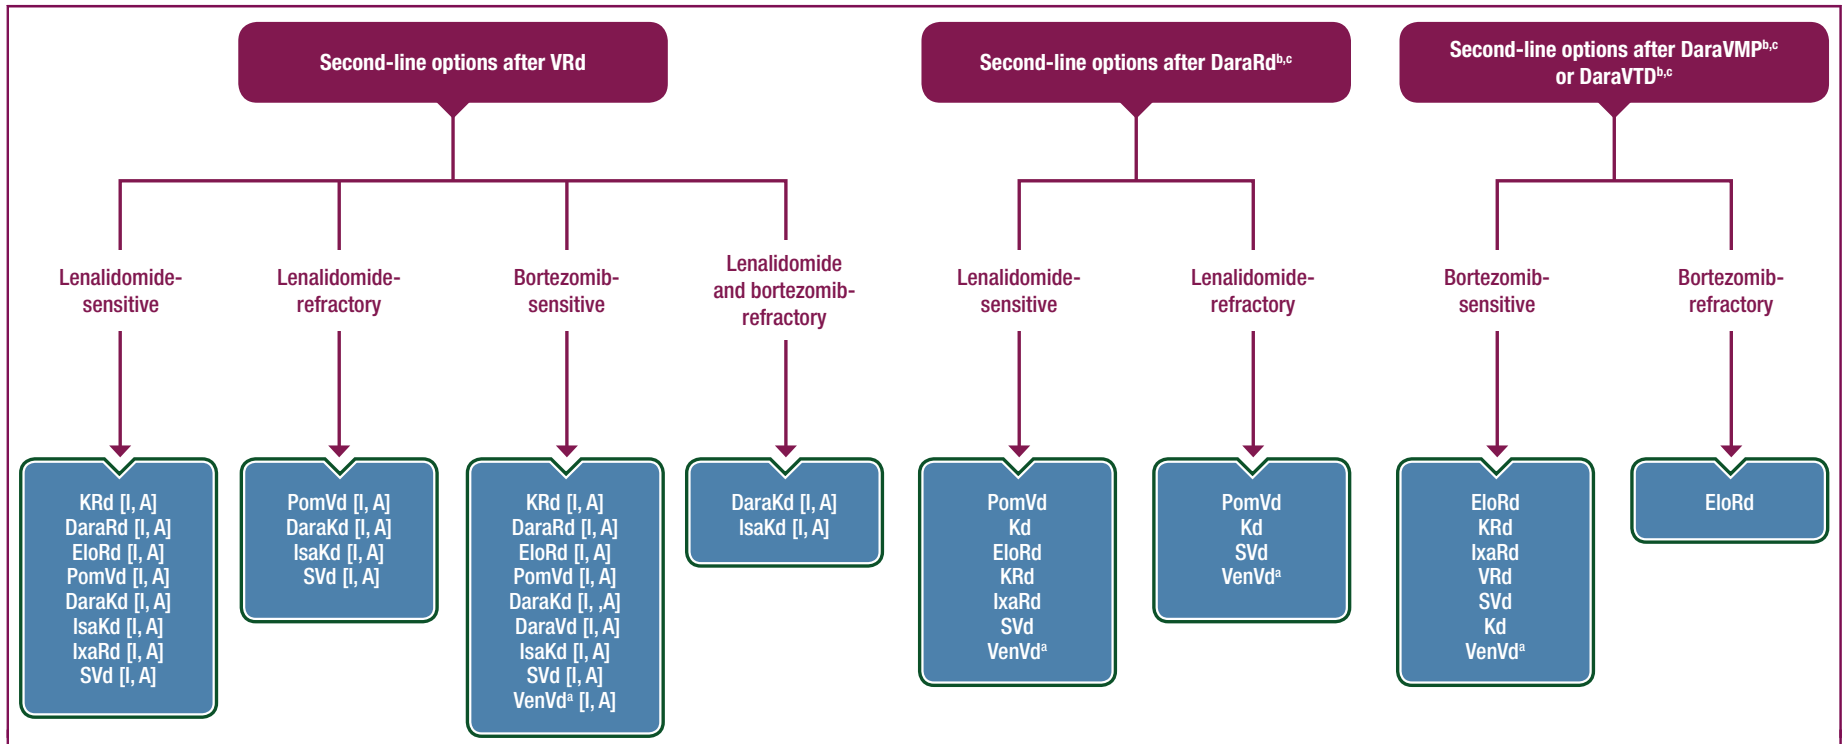 Second-line options after VRd
Lenalidomide-
sensitive
Lenalidomide-
refractory
Bortezomib-
sensitive
Lenalidomide
and bortezomib-
refractory
KRd [I, A]
DaraRd [I, A]
EloRd [I, A]
PomVd [I, A]
DaraKd [I, A]
IsaKd [I, A]
IxaRd [I, A]
SVd [I, A]
PomVd [I, A]
DaraKd [I, A]
IsaKd [I, A]
SVd [I, A]
KRd [I, A]
DaraRd [I, A]
EloRd [I, A]
PomVd [I, A]
DaraKd [I, ,A]
DaraVd [I, A]
IsaKd [I, A]
SVd [I, A]
VenVdᵃ [I, A]
DaraKd [I, A]
IsaKd [I, A]
Second-line options after DaraRdᵇ,ᶜ
Lenalidomide-
sensitive
Lenalidomide-
refractory
PomVd
Kd
EloRd
KRd
IxaRd
SVd
VenVdᵃ
PomVd
Kd
SVd
VenVdᵃ
Second-line options after DaraVMPᵇ,ᶜ
or DaraVTDᵇ,ᶜ
Bortezomib-
sensitive
Bortezomib-
refractory
EloRd
KRd
IxaRd
VRd
SVd
Kd
VenVdᵃ
EloRd